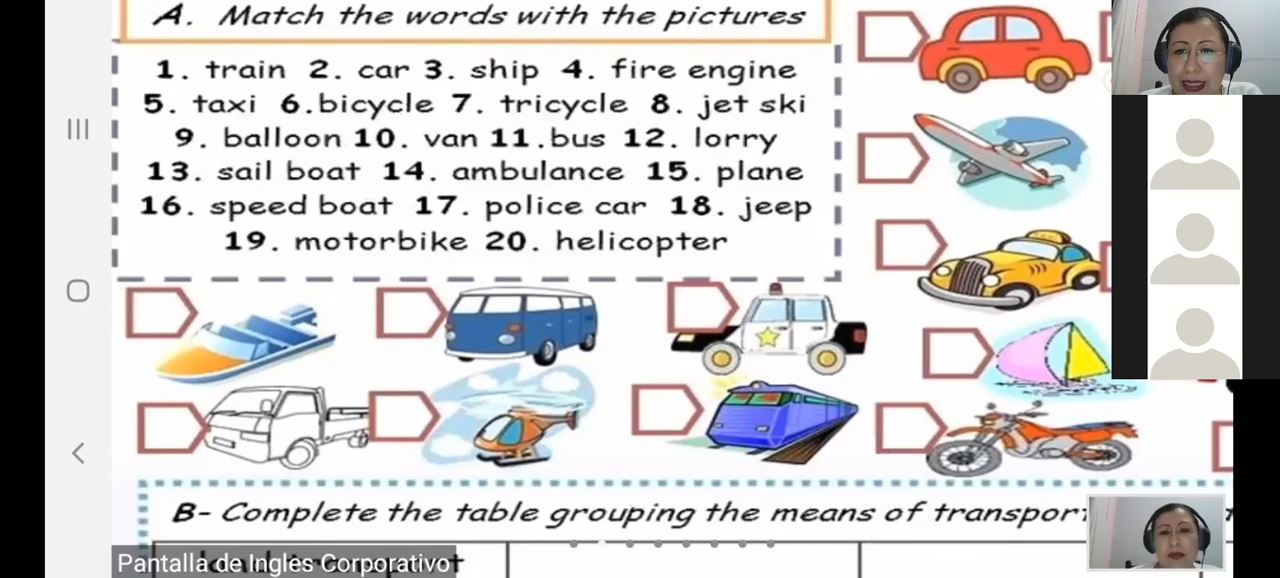 A. Match the words with the pictures
1. train 2. car 3. ship 4. fire engine
5. taxi 6.bicycle 7. tricycle 8. jet ski
9. balloon 10. van 11.bus 12. lorry
13. sail boat 14. ambulance 15. plane
16. speed boat 17. police car 18. jeep
19. motorbike 20. helicopter
B- Complete the table grouping the means of
Pantalla de Ingles Corporativo